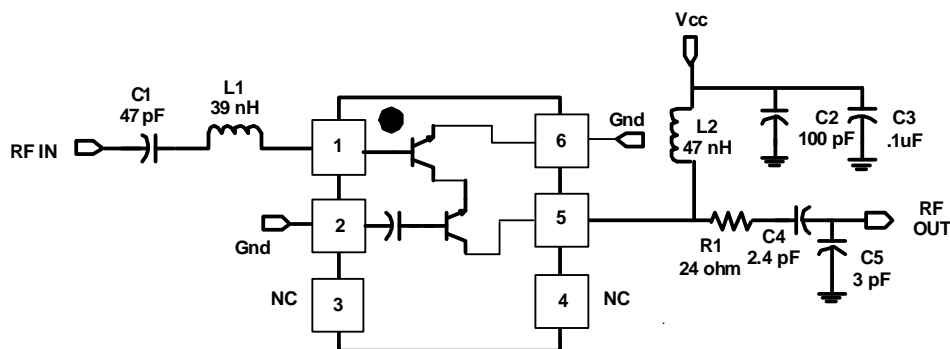 Vcc
C1
47 pF
L1
39 nH
RF IN
1
2
3
NC
Gnd
6
5
4
NC
Gnd
L2
47 nH
C2
100 pF
C3
.1uF
R1
24 ohm
C4
2.4 pF
C5
3 pF
RF
OUT